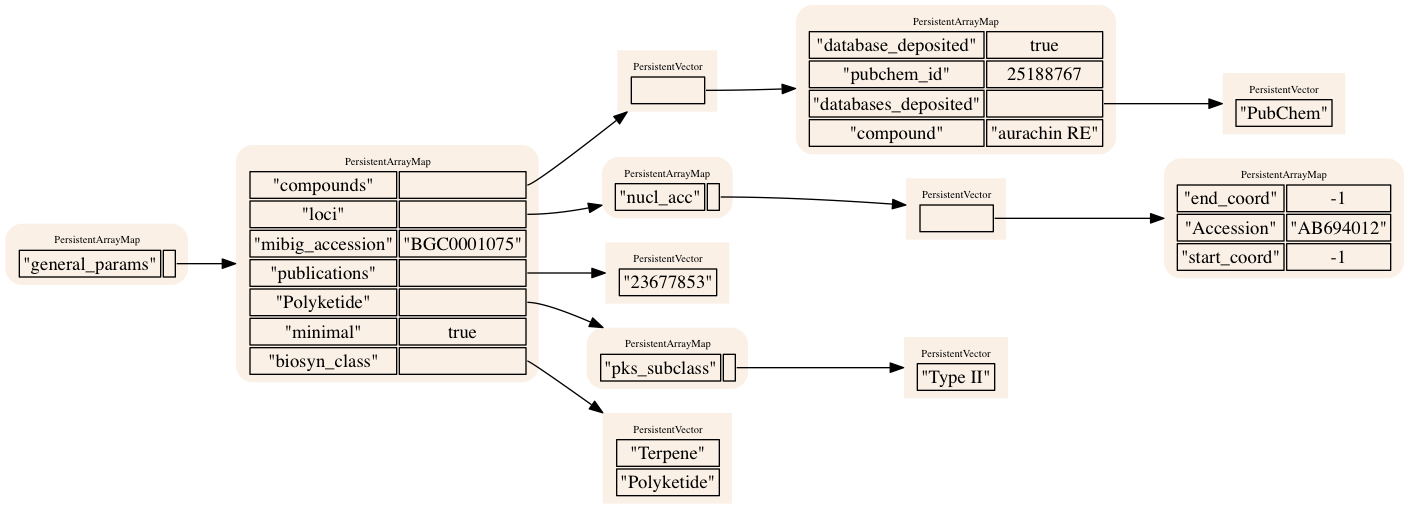 PersistentArrayMap
"general_params"
PersistentArrayMap
"compounds"
"loci"
"mibig_accession" "BGC0001075"
"publications"
"Polyketide"
"minimal" true
"biosyn_class"
PersistentVector
PersistentArrayMap
"database_deposited" true
"pubchem_id" 25188767
"databases_deposited"
"compound" "aurachin RE"
PersistentVector
"PubChem"
PersistentArrayMap
"nucl_acc"
PersistentVector
PersistentArrayMap
"end_coord" -1
"Accession" "AB694012"
"start_coord" -1
PersistentVector
"23677853"
PersistentArrayMap
"pks_subclass"
PersistentVector
"Type II"
PersistentVector
"Terpene"
"Polyketide"